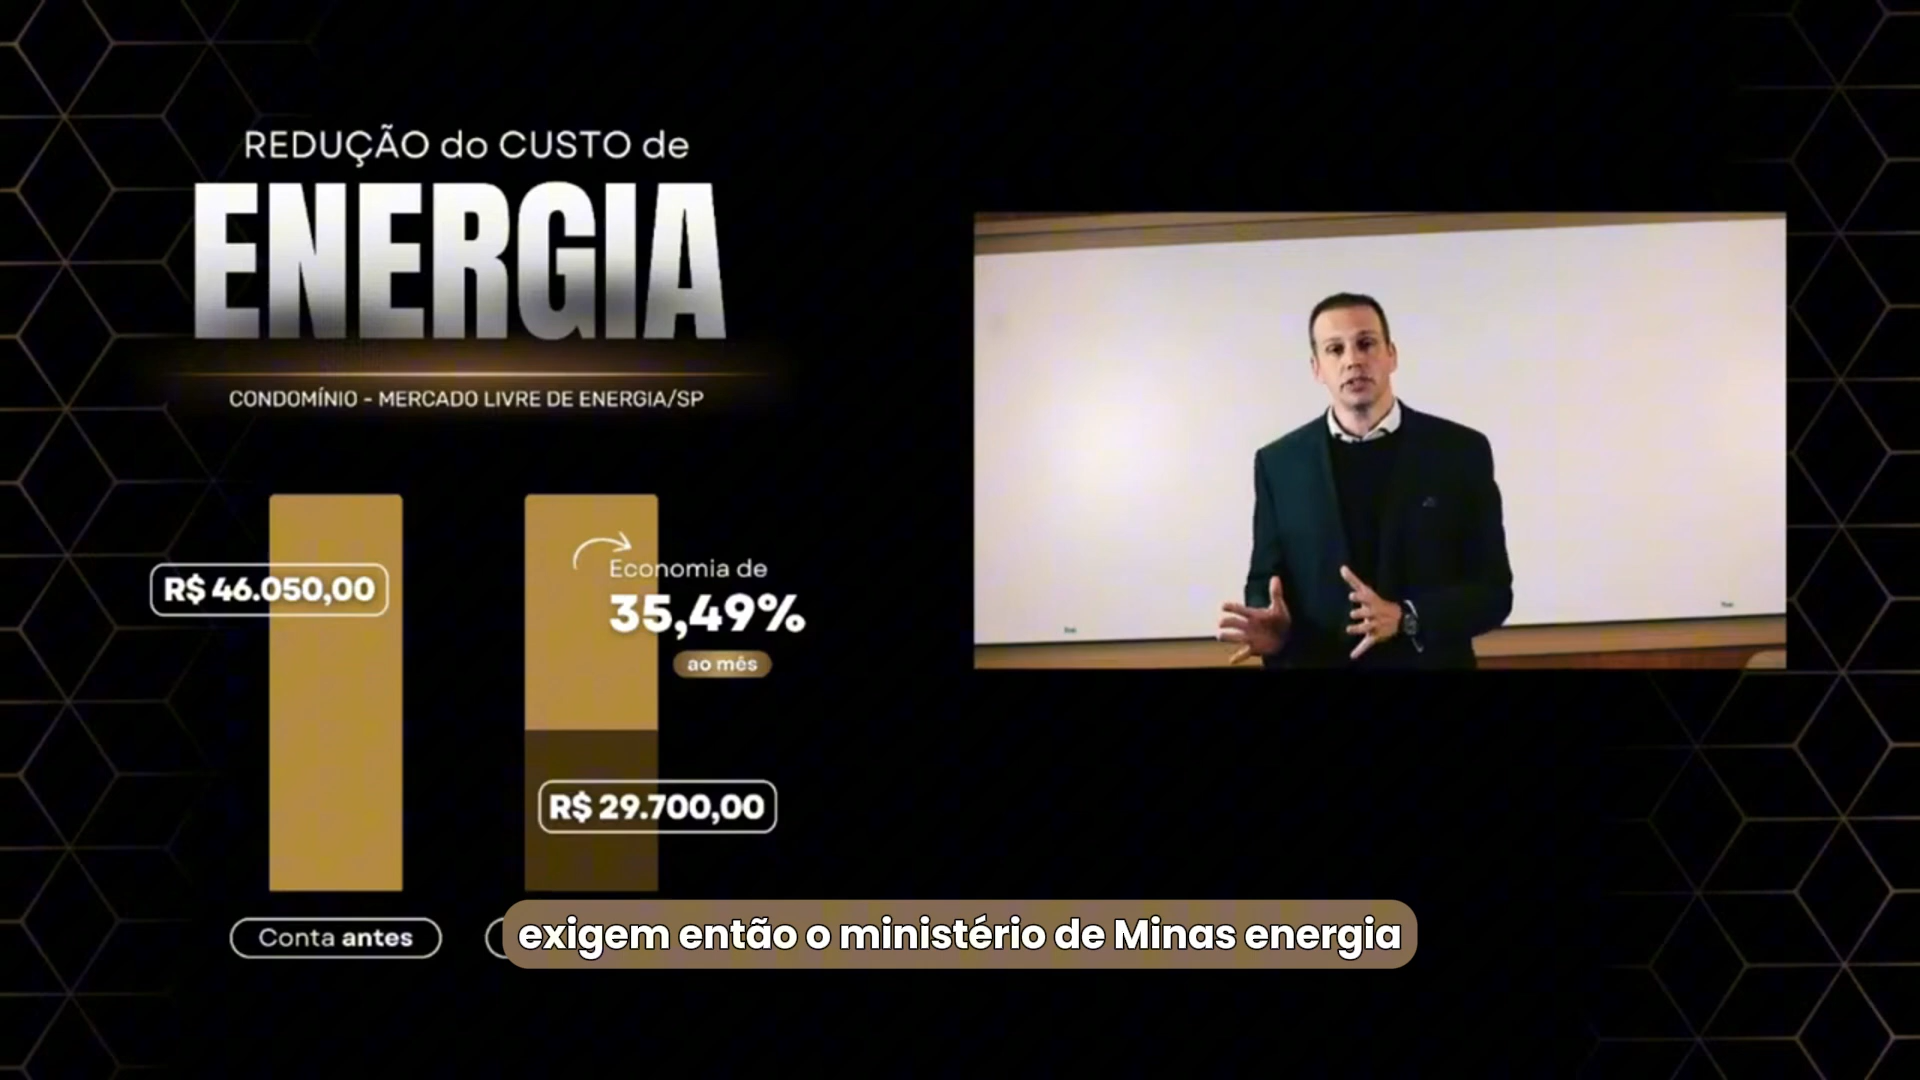 REDUÇÃO do CUSTO de
ENERGIA
CONDOMÍNIO - MERCADO LIVRE DE ENERGIA/SP
R$ 46.050,00
Economia de
35,49%
ao mês
R$ 29.700,00
Conta antes
exigem então o ministério de Minas energia